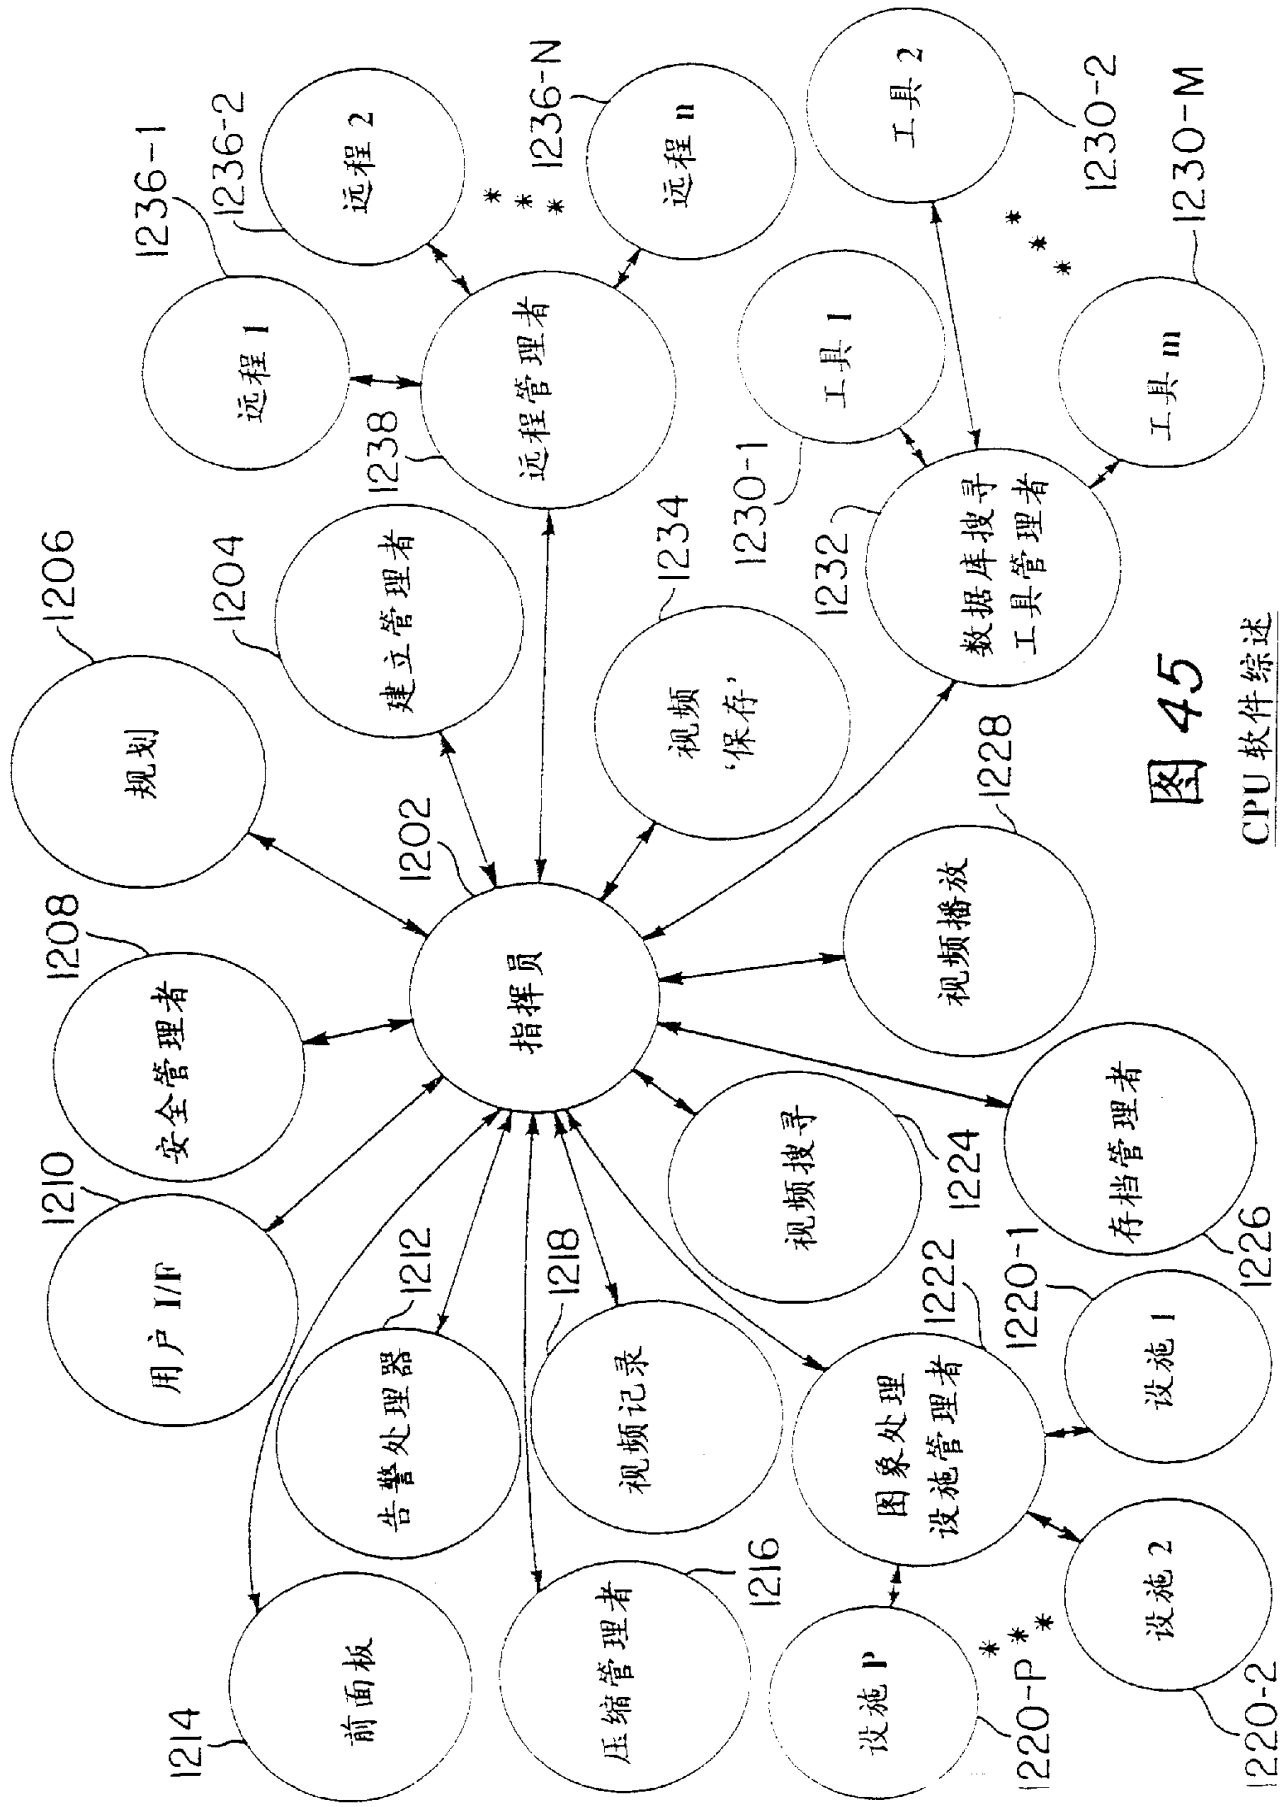 1214
前面板
1210
用户 I/F
1208
安全管理者
1206
规划
1212
告警处理器
1202
指挥员
1204
建立管理者
1236-1
远程 1
1236-2
远程 2
1238
远程管理者
1236-N
远程 n
1216
压缩管理者
1218
视频记录
1234
视频
‘保存’
1230-1
工具 1
工具 2
1230-2
1220-P
设施 P
1222
图象处理
设施管理者
1224
视频搜寻
1228
视频播放
1232
数据库搜寻
工具管理者
1220-2
设施 2
1220-1
设施 1
1226
存档管理者
1230-M
工具 m
* * *
* * *
* * *
图 45
CPU 软件综述